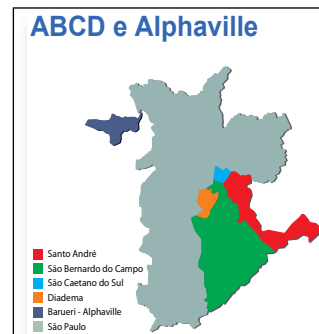 ABCD e Alphaville
Santo André
São Bernardo do Campo
São Caetano do Sul
Diadema
Barueri - Alphaville
São Paulo